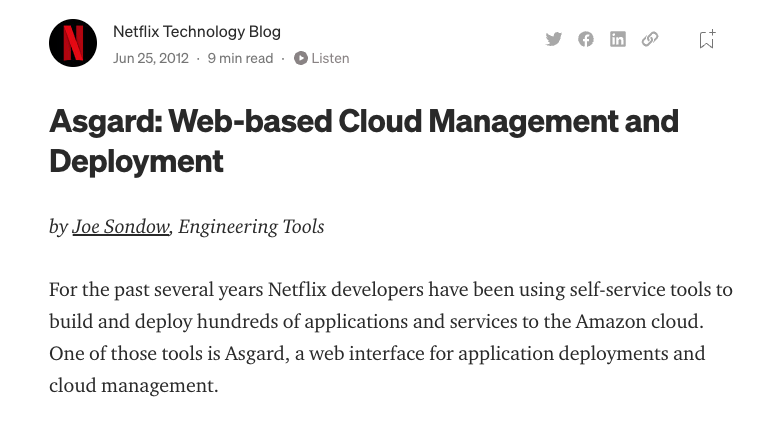 Netflix Technology Blog
Jun 25, 2012 · 9 min read · Listen
Asgard: Web-based Cloud Management and
Deployment
by Joe Sondow, Engineering Tools
For the past several years Netflix developers have been using self-service tools to
build and deploy hundreds of applications and services to the Amazon cloud.
One of those tools is Asgard, a web interface for application deployments and
cloud management.